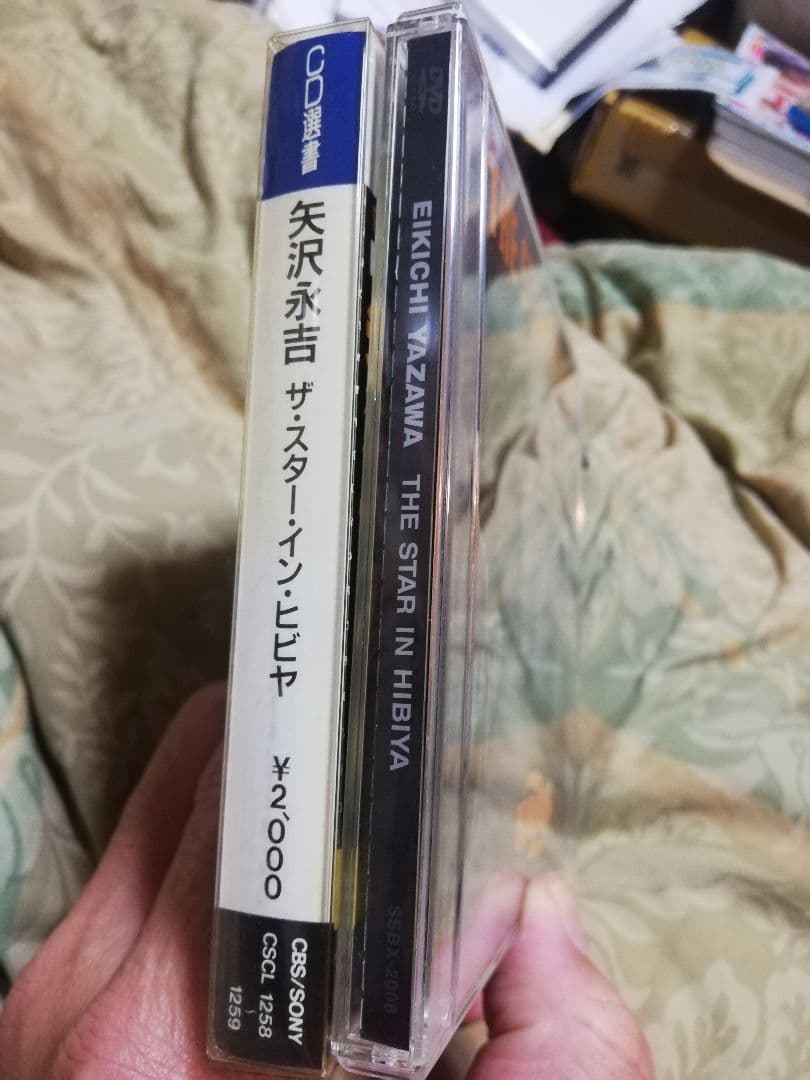 CD選書
矢沢永吉 ザ・スター・イン・ヒビヤ
¥2,000
CBS/SONY
CSCL 1258
1259
DVD
EIKICHI YAZAWA THE STAR IN HIBIYA
SSBX-2006